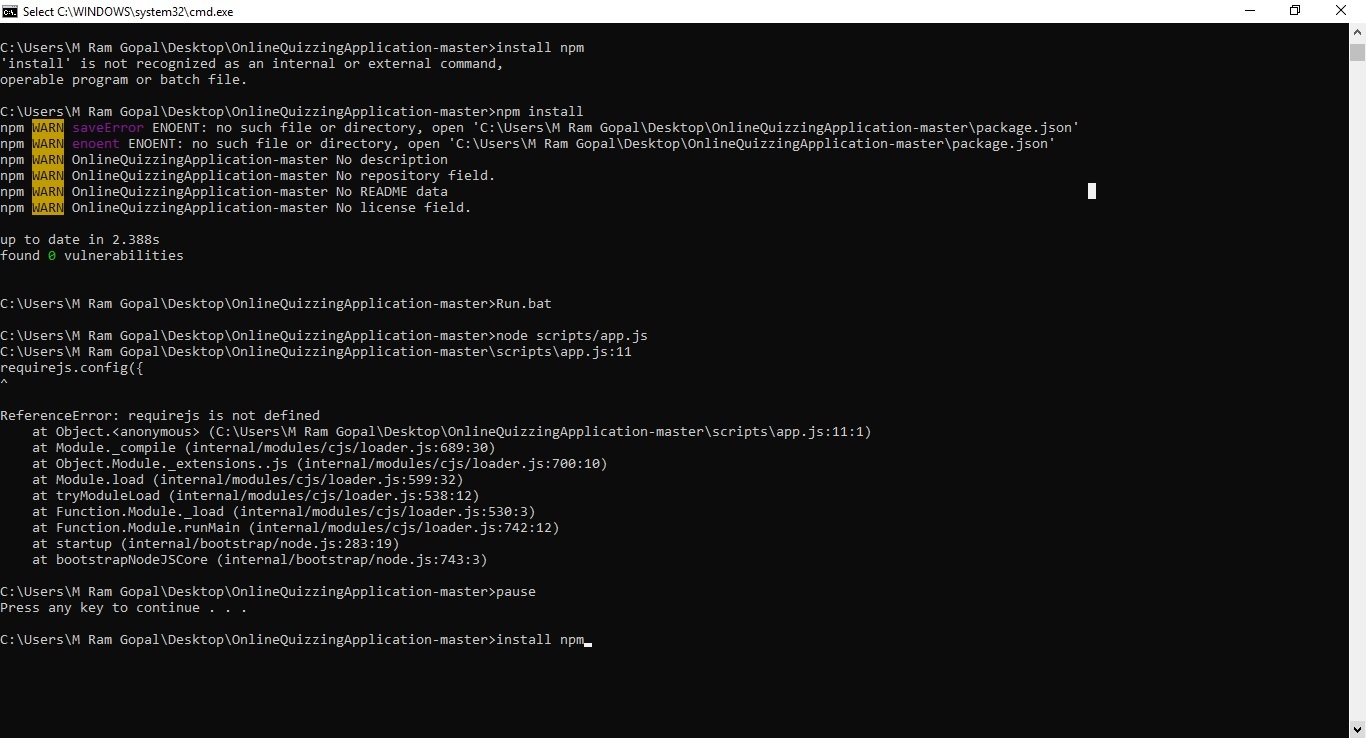 Select C:\WINDOWS\system32\cmd.exe
C:\Users\M Ram Gopal\Desktop\OnlineQuizzingApplication-master>install npm
'install' is not recognized as an internal or external command,
operable program or batch file.
C:\Users\M Ram Gopal\Desktop\OnlineQuizzingApplication-master>npm install
npm WARN saveError ENOENT: no such file or directory, open 'C:\Users\M Ram Gopal\Desktop\OnlineQuizzingApplication-master\package.json'
npm WARN enoent ENOENT: no such file or directory, open 'C:\Users\M Ram Gopal\Desktop\OnlineQuizzingApplication-master\package.json'
npm WARN OnlineQuizzingApplication-master No description
npm WARN OnlineQuizzingApplication-master No repository field.
npm WARN OnlineQuizzingApplication-master No README data
npm WARN OnlineQuizzingApplication-master No license field.
up to date in 2.388s
found 0 vulnerabilities
C:\Users\M Ram Gopal\Desktop\OnlineQuizzingApplication-master>Run.bat
C:\Users\M Ram Gopal\Desktop\OnlineQuizzingApplication-master>node scripts/app.js
C:\Users\M Ram Gopal\Desktop\OnlineQuizzingApplication-master\scripts\app.js:11
requirejs.config({
^
ReferenceError: requirejs is not defined
    at Object.<anonymous> (C:\Users\M Ram Gopal\Desktop\OnlineQuizzingApplication-master\scripts\app.js:11:1)
    at Module._compile (internal/modules/cjs/loader.js:689:30)
    at Object.Module._extensions..js (internal/modules/cjs/loader.js:700:10)
    at Module.load (internal/modules/cjs/loader.js:599:32)
    at tryModuleLoad (internal/modules/cjs/loader.js:538:12)
    at Function.Module._load (internal/modules/cjs/loader.js:530:3)
    at Function.Module.runMain (internal/modules/cjs/loader.js:742:12)
    at startup (internal/bootstrap/node.js:283:19)
    at bootstrapNodeJSCore (internal/bootstrap/node.js:743:3)
C:\Users\M Ram Gopal\Desktop\OnlineQuizzingApplication-master>pause
Press any key to continue . . .
C:\Users\M Ram Gopal\Desktop\OnlineQuizzingApplication-master>install npm